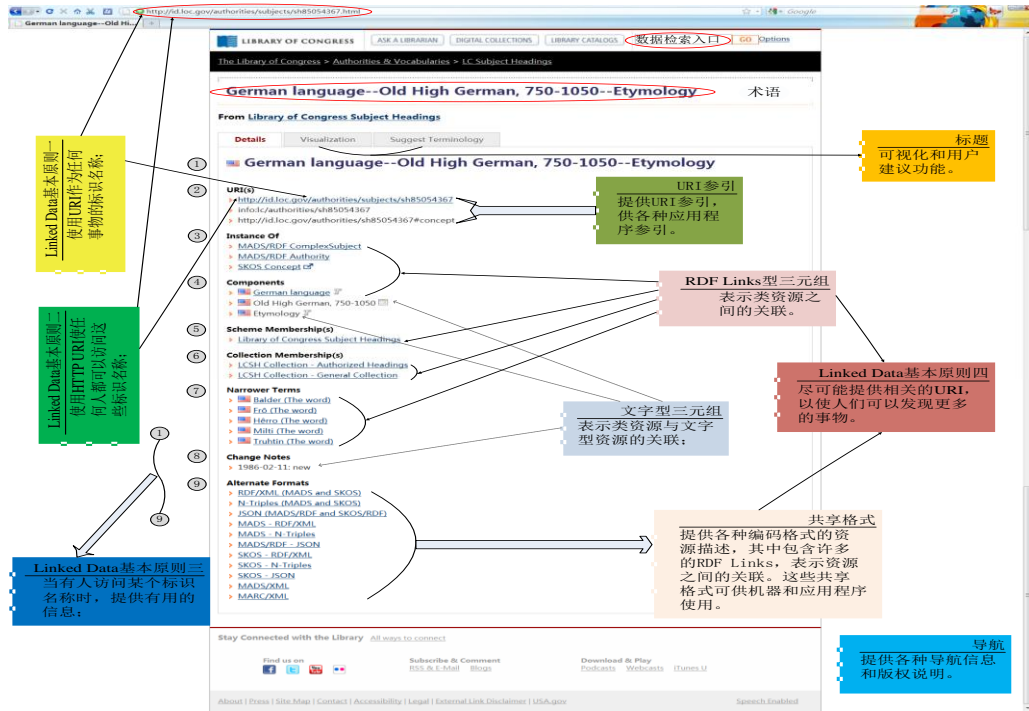 http://id.loc.gov/authorities/subjects/sh85054367.html
Google
German language--Old Hi...
LIBRARY OF CONGRESS
ASK A LIBRARIAN
DIGITAL COLLECTIONS
LIBRARY CATALOGS
数据检索入口
GO
Options
The Library of Congress > Authorities & Vocabularies > LC Subject Headings
German language--Old High German, 750-1050--Etymology
术语
From Library of Congress Subject Headings
Details
Visualization
Suggest Terminology
① German language--Old High German, 750-1050--Etymology
② URI(s)
http://id.loc.gov/authorities/subjects/sh85054367
info:lc/authorities/sh85054367
http://id.loc.gov/authorities/sh85054367#concept
③ Instance Of
MADS/RDF ComplexSubject
MADS/RDF Authority
SKOS Concept
④ Components
German language
Old High German, 750-1050
Etymology
⑤ Scheme Membership(s)
Library of Congress Subject Headings
⑥ Collection Membership(s)
LCSH Collection - Authorized Headings
LCSH Collection - General Collection
⑦ Narrower Terms
Balder (The word)
Frô (The word)
Hêrro (The word)
Milti (The word)
Truhtin (The word)
⑧ Change Notes
1986-02-11: new
⑨ Alternate Formats
RDF/XML (MADS and SKOS)
N-Triples (MADS and SKOS)
JSON (MADS/RDF and SKOS/RDF)
MADS - RDF/XML
MADS - N-Triples
MADS/RDF - JSON
SKOS - RDF/XML
SKOS - N-Triples
SKOS - JSON
MADS/XML
MARC/XML
Stay Connected with the Library
All ways to connect
Find us on
Subscribe & Comment
RSS & E-Mail
Blogs
Download & Play
Podcasts
Webcasts
iTunes U
About | Press | Site Map | Contact | Accessibility | Legal | External Link Disclaimer | USA.gov
Speech Enabled
Linked Data基本原则一
使用URI作为任何
事物的标识名称;
Linked Data基本原则二
使用HTTP URI使任
何人都可以访问这
些标识名称;
①
⑨
Linked Data基本原则三
当有人访问某个标识
名称时，提供有用的
信息;
标题
可视化和用户
建议功能。
URI参引
提供URI参引，
供各种应用程
序参引。
RDF Links型三元组
表示类资源之
间的关联。
Linked Data基本原则四
尽可能提供相关的URI，
以使人们可以发现更多
的事物。
文字型三元组
表示类资源与文字
型资源的关联;
共享格式
提供各种编码格式的资
源描述，其中包含许多
的RDF Links，表示资源
之间的关联。这些共享
格式可供机器和应用程序
使用。
导航
提供各种导航信息
和版权说明。